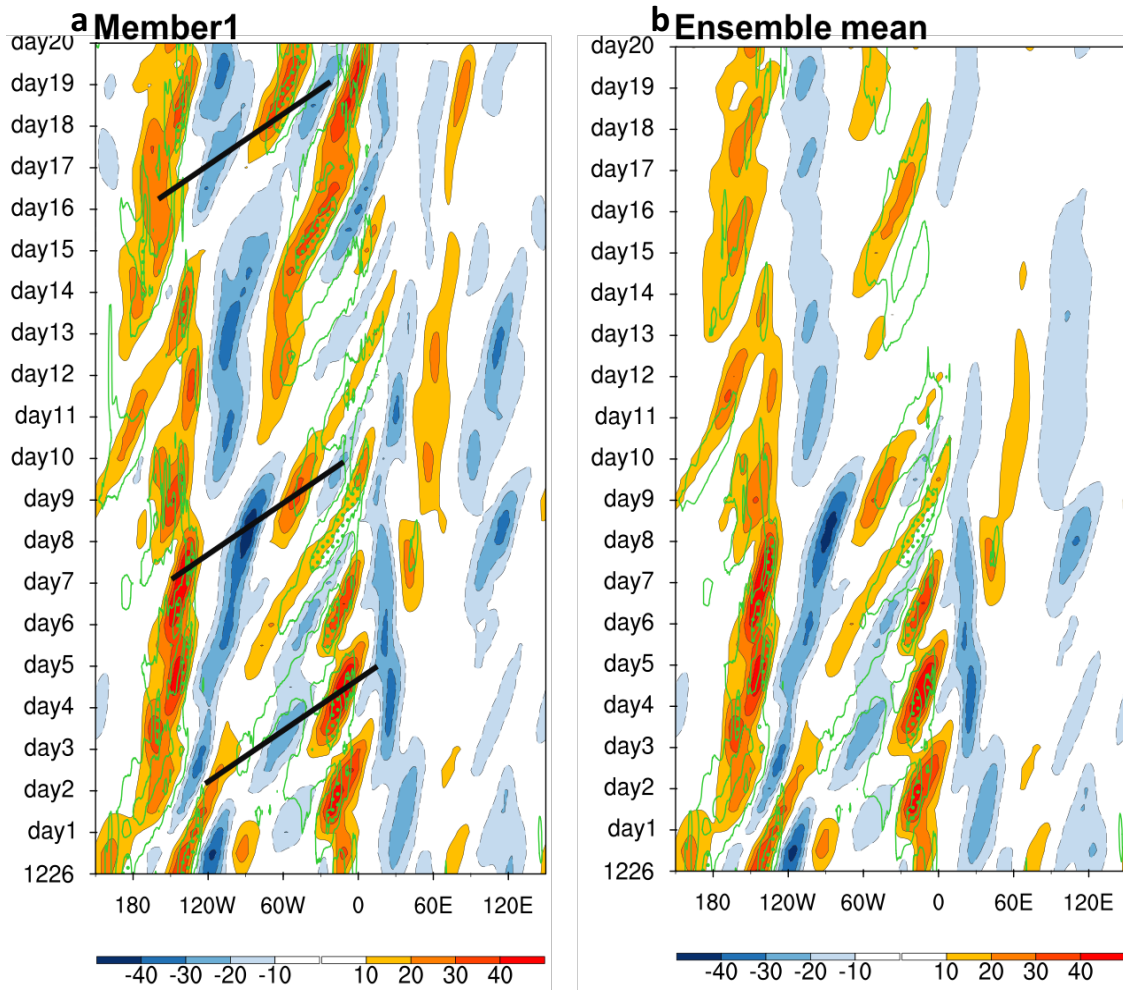 a Member1
day20
day19
day18
day17
day16
day15
day14
day13
day12
day11
day10
day9
day8
day7
day6
day5
day4
day3
day2
day1
1226
180 120W 60W 0 60E 120E
-40 -30 -20 -10 10 20 30 40
b Ensemble mean
day20
day19
day18
day17
day16
day15
day14
day13
day12
day11
day10
day9
day8
day7
day6
day5
day4
day3
day2
day1
1226
180 120W 60W 0 60E 120E
-40 -30 -20 -10 10 20 30 40